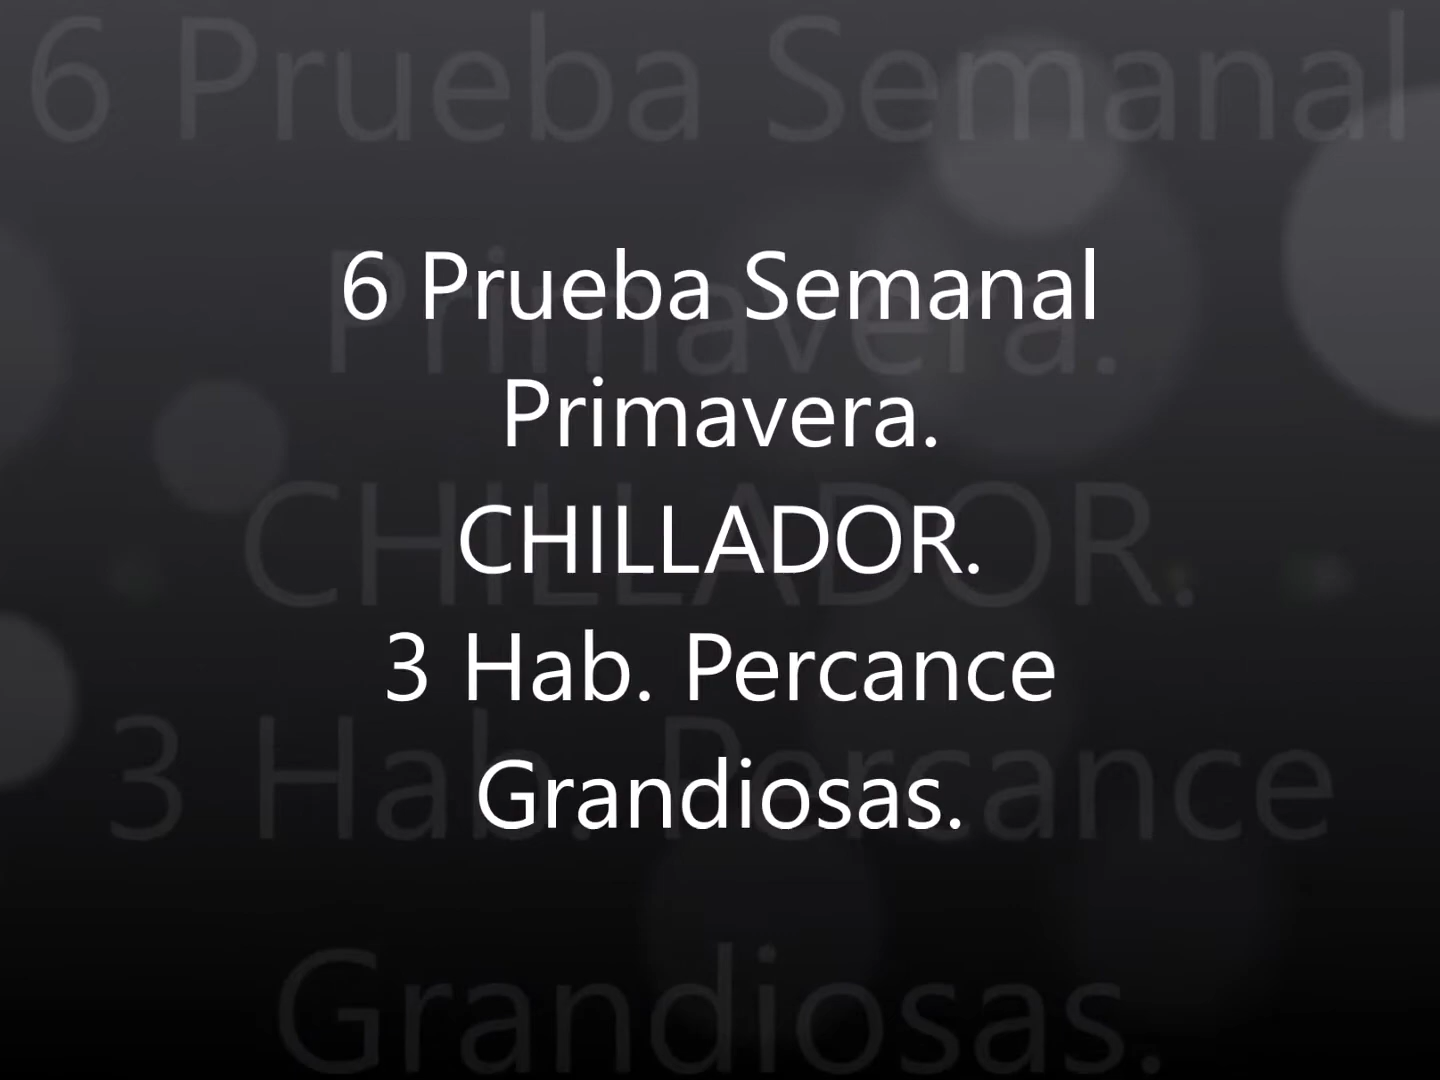 6 Prueba Semanal
Primavera.
CHILLADOR.
3 Hab. Percance
Grandiosas.